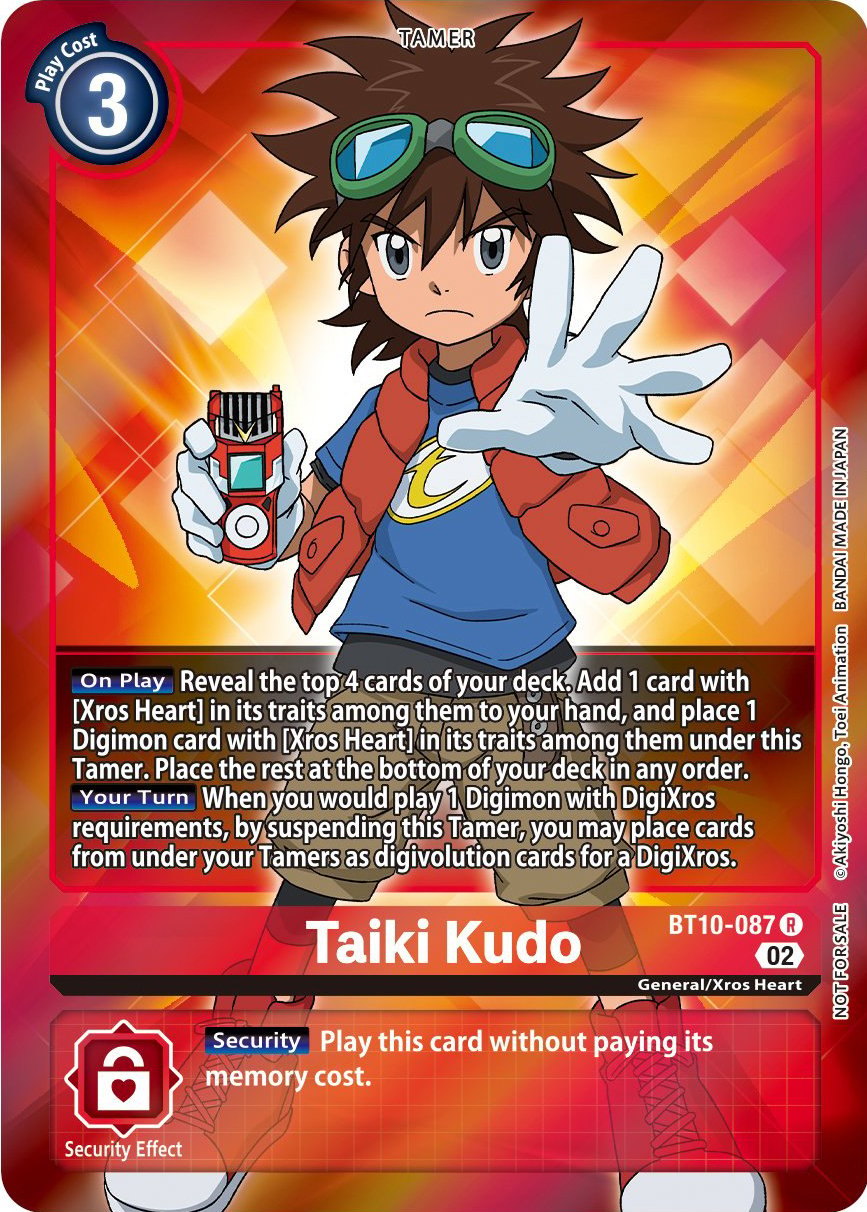 TAMER
Play Cost
3
On Play Reveal the top 4 cards of your deck. Add 1 card with
[Xros Heart] in its traits among them to your hand, and place 1
Digimon card with [Xros Heart] in its traits among them under this
Tamer. Place the rest at the bottom of your deck in any order.
Your Turn When you would play 1 Digimon with DigiXros
requirements, by suspending this Tamer, you may place cards
from under your Tamers as digivolution cards for a DigiXros.
Taiki Kudo
BT10-087 R
02
General/Xros Heart
Security Play this card without paying its
memory cost.
Security Effect
NOT FOR SALE ©Akiyoshi Hongo, Toei Animation BANDAI MADE IN JAPAN